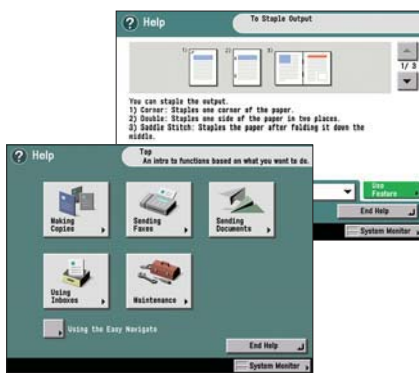 ? Help
To Staple Output
1) 2) 3)
1/ 3
You can staple the output.
1) Corner: Staples one corner of the paper.
2) Double: Staples one side of the paper in two places.
3) Saddle Stitch: Staples the paper after folding it down the
middle.
Use
Feature
End Help
System Monitor
? Help
Top
An intro to functions based on what you want to do.
Making
Copies
Sending
Faxes
Sending
Documents
Using
Inboxes
Maintenance
Using the Easy Navigate
End Help
System Monitor